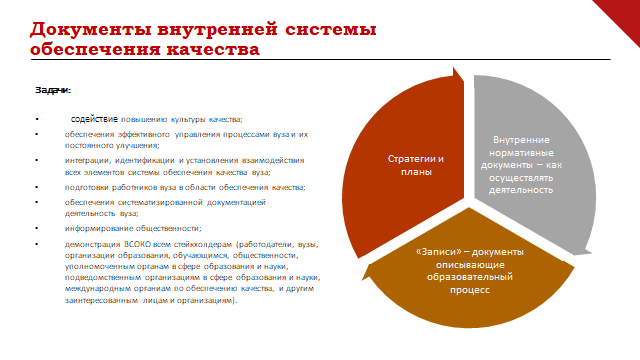 Документы внутренней системы
обеспечения качества
Задачи:
• содействие повышению культуры качества;
• обеспечения эффективного управления процессами вуза и их
постоянного улучшения;
• интеграции, идентификации и установления взаимодействия
всех элементов системы обеспечения качества вуза;
• подготовки работников вуза в области обеспечения качества;
• обеспечения систематизированной документацией
деятельность вуза;
• информирование общественности;
• демонстрация ВСОКО всем стейкхолдерам (работодатели, вузы,
организации образования, обучающимся, общественности,
уполномоченным органам в сфере образования и науки,
подведомственным организациям в сфере образования и науки,
международным органиам по обеспечению качества, и другим
заинтересованным лицам и организациям).
Стратегии и
планы
Внутренние
нормативные
документы – как
осуществлять
деятельность
«Записи» – документы
описывающие
образовательный
процесс